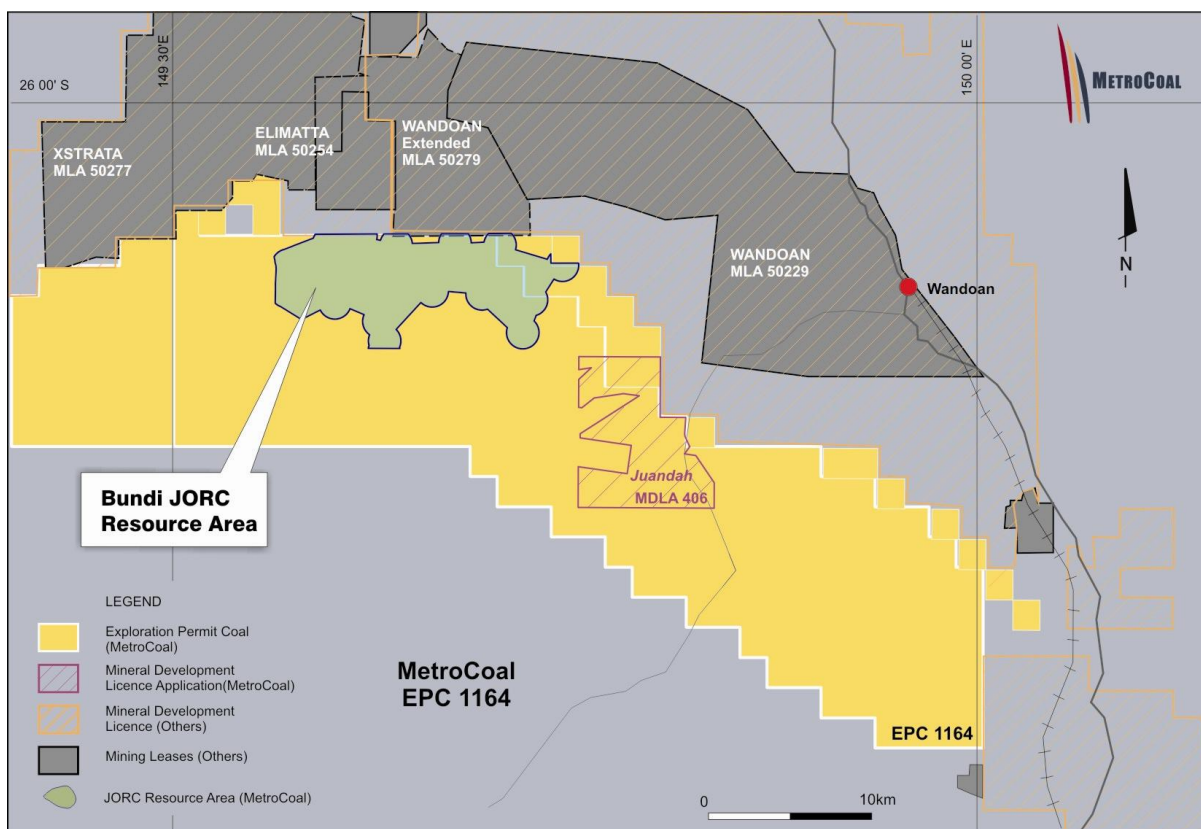 149 30'E
150 00' E
26 00' S
METROCOAL
XSTRATA
MLA 50277
ELIMATTA
MLA 50254
WANDOAN
Extended
MLA 50279
WANDOAN
MLA 50229
N
Wandoan
Bundi JORC
Resource Area
Juandah
MDLA 406
LEGEND
Exploration Permit Coal
(MetroCoal)
Mineral Development
Licence Application(MetroCoal)
Mineral Development
Licence (Others)
Mining Leases (Others)
JORC Resource Area (MetroCoal)
MetroCoal
EPC 1164
EPC 1164
0
10km